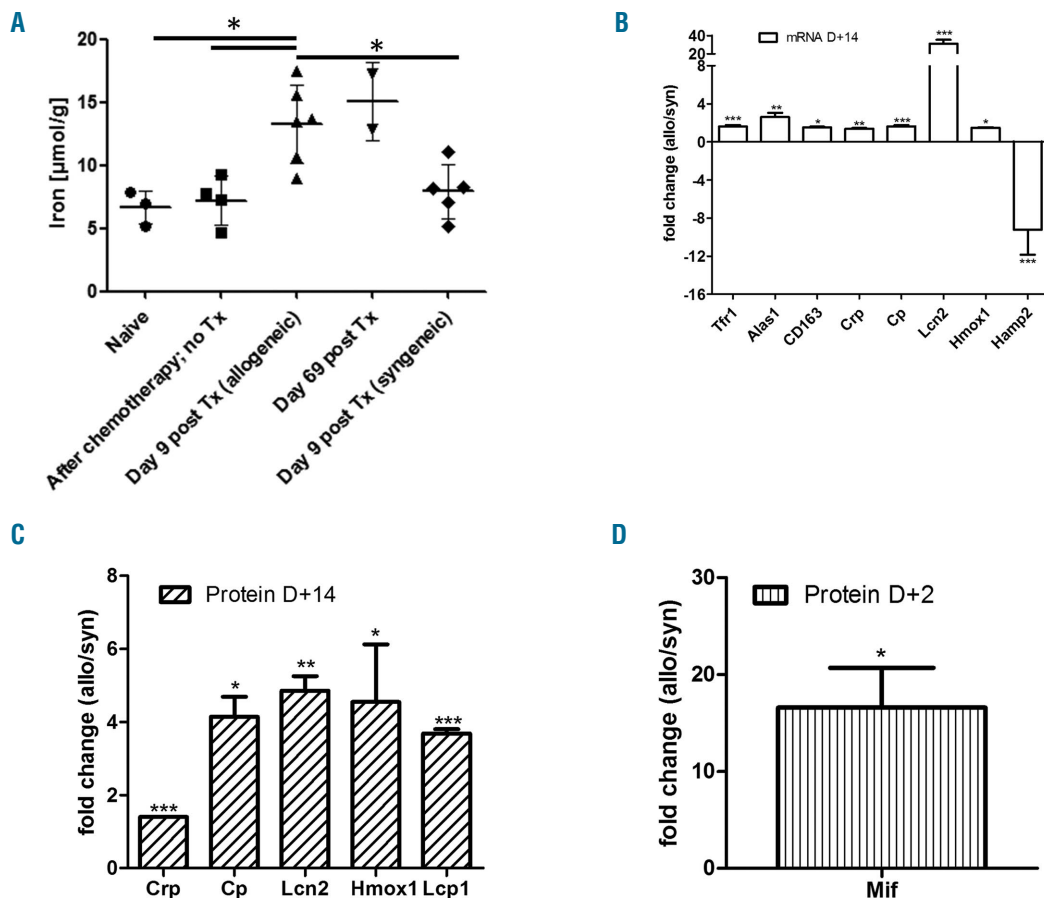 A
*
*
Iron [µmol/g]
20
15
10
5
0
Naive
After chemotherapy; no Tx
Day 9 post Tx (allogeneic)
Day 69 post Tx
Day 9 post Tx (syngeneic)
B
mRNA D+14
fold change (allo/syn)
40
20
8
4
0
-4
-8
-12
-16
***
**
*
**
***
***
*
***
Tfr1
Alas1
CD163
Crp
Cp
Lcn2
Hmox1
Hamp2
C
Protein D+14
fold change (allo/syn)
8
6
4
2
0
***
*
**
*
***
Crp Cp Lcn2 Hmox1 Lcp1
D
Protein D+2
fold change (allo/syn)
30
20
10
0
*
Mif